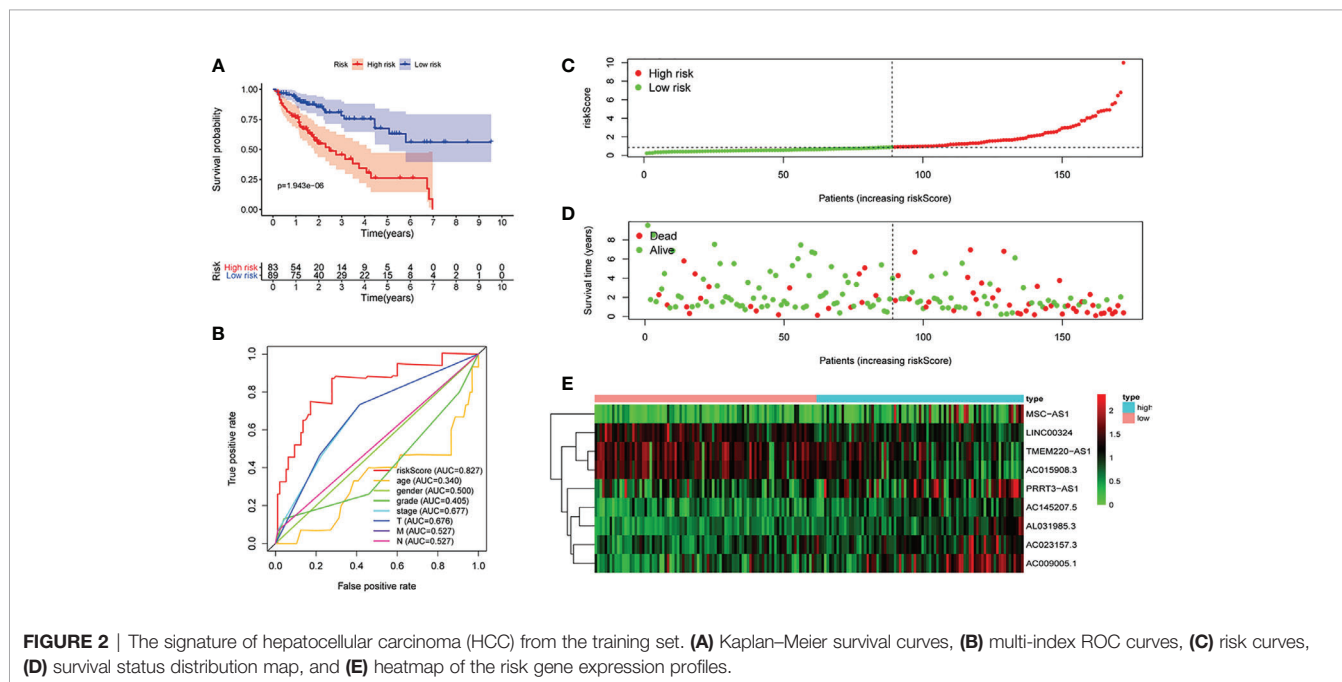 A
Risk High risk Low risk
Survival probability
1.00
0.75
0.50
0.25
0.00
p=1.943e-06
0 1 2 3 4 5 6 7 8 9 10
Time(years)
Risk
High risk 83 54 20 14 9 5 4 0 0 0 0
Low risk 89 75 40 29 22 15 8 4 2 1 0
0 1 2 3 4 5 6 7 8 9 10
Time(years)
B
True positive rate
1.0
0.8
0.6
0.4
0.2
0.0
riskScore (AUC=0.827)
age (AUC=0.340)
gender (AUC=0.500)
grade (AUC=0.405)
stage (AUC=0.677)
T (AUC=0.676)
M (AUC=0.527)
N (AUC=0.527)
0.0 0.2 0.4 0.6 0.8 1.0
False positive rate
C
riskScore
10
8
6
4
2
0
High risk
Low risk
0 50 100 150
Patients (increasing riskScore)
D
Survival time (years)
8
6
4
2
0
Dead
Alive
0 50 100 150
Patients (increasing riskScore)
E
type
MSC-AS1
LINC00324
TMEM220-AS1
AC015908.3
PRRT3-AS1
AC145207.5
AL031985.3
AC023157.3
AC009005.1
2
1.5
1
0.5
0
type
high
low
FIGURE 2 | The signature of hepatocellular carcinoma (HCC) from the training set. (A) Kaplan–Meier survival curves, (B) multi-index ROC curves, (C) risk curves,
(D) survival status distribution map, and (E) heatmap of the risk gene expression profiles.